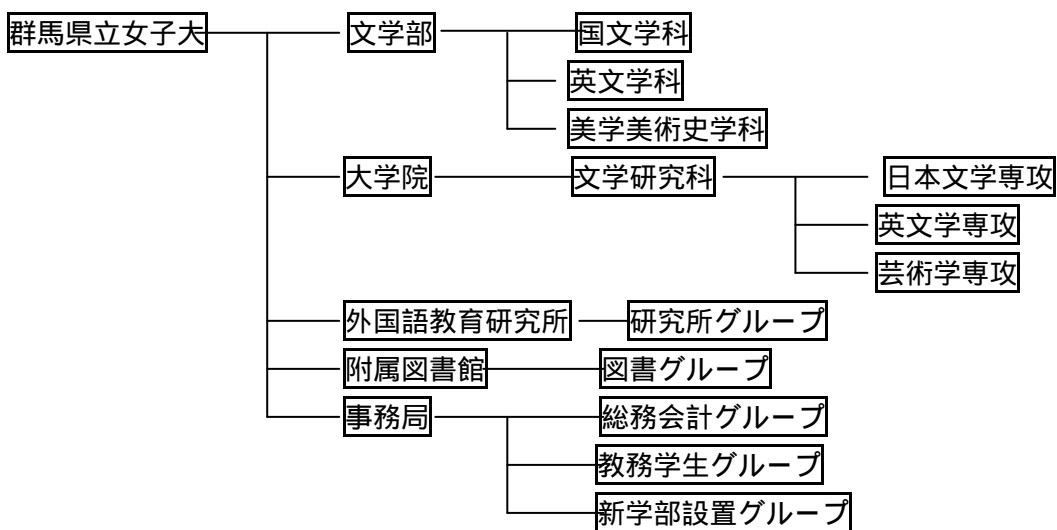 群馬県立女子大 文学部 国文学科
英文学科
美学美術史学科
大学院 文学研究科 日本文学専攻
英文学専攻
芸術学専攻
外国語教育研究所 研究所グループ
附属図書館 図書グループ
事務局 総務会計グループ
教務学生グループ
新学部設置グループ